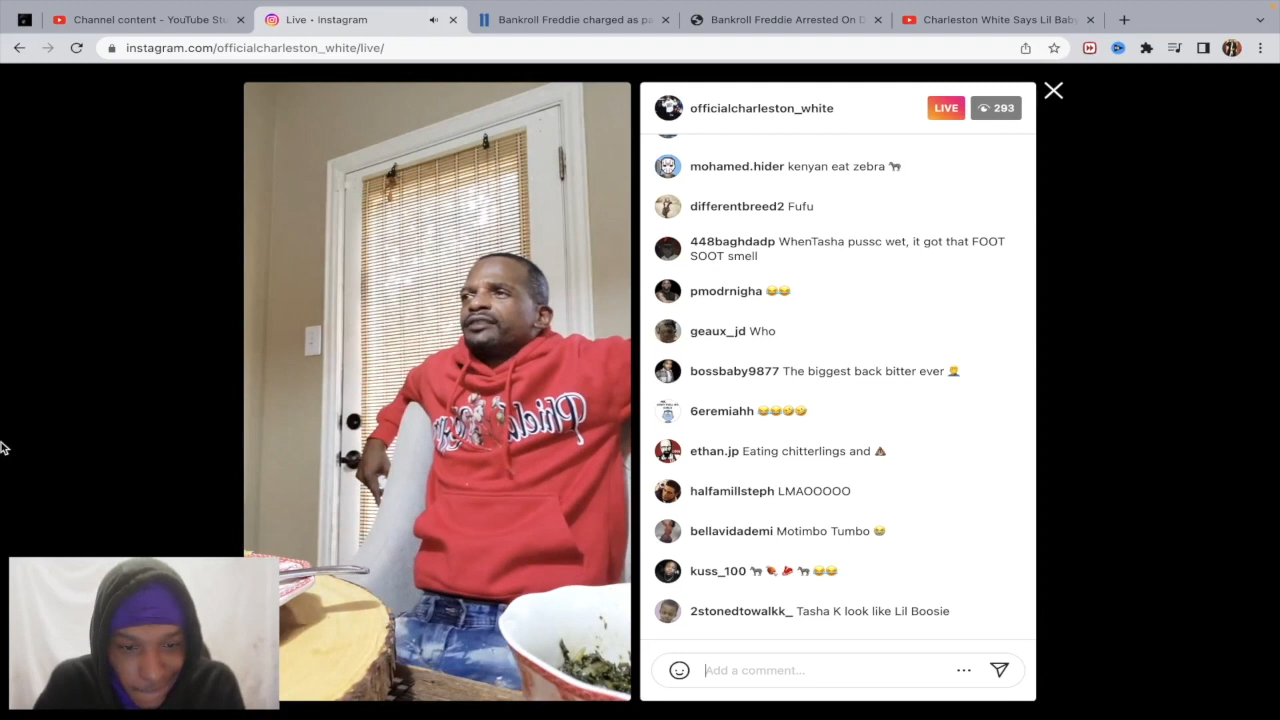 Channel content - YouTube Stu
Live • Instagram
Bankroll Freddie charged as pa
Bankroll Freddie Arrested On D
Charleston White Says Lil Baby
instagram.com/officialcharleston_white/live/
officialcharleston_white
LIVE
293
mohamed.hider kenyan eat zebra 🦓
differentbreed2 Fufu
448baghdadp WhenTasha pussc wet, it got that FOOT
SOOT smell
pmodrnigha 😂😂
geaux_jd Who
bossbaby9877 The biggest back bitter ever 🤦
6eremiahh 😂😂🤣🤣
ethan.jp Eating chitterlings and 💩
halfamillsteph LMAOOOOO
bellavidademi Motimbo Tumbo 😂
kuss_100 🦓🍖🥩🦓😂😂
2stonedtowalkk_ Tasha K look like Lil Boosie
Add a comment...